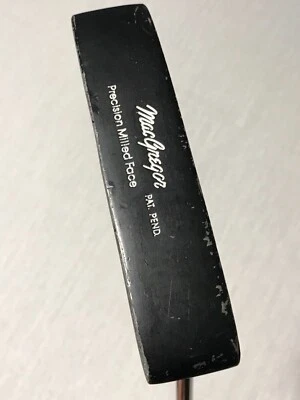 MacGregor
PAT. PEND.
Precision Milled Face